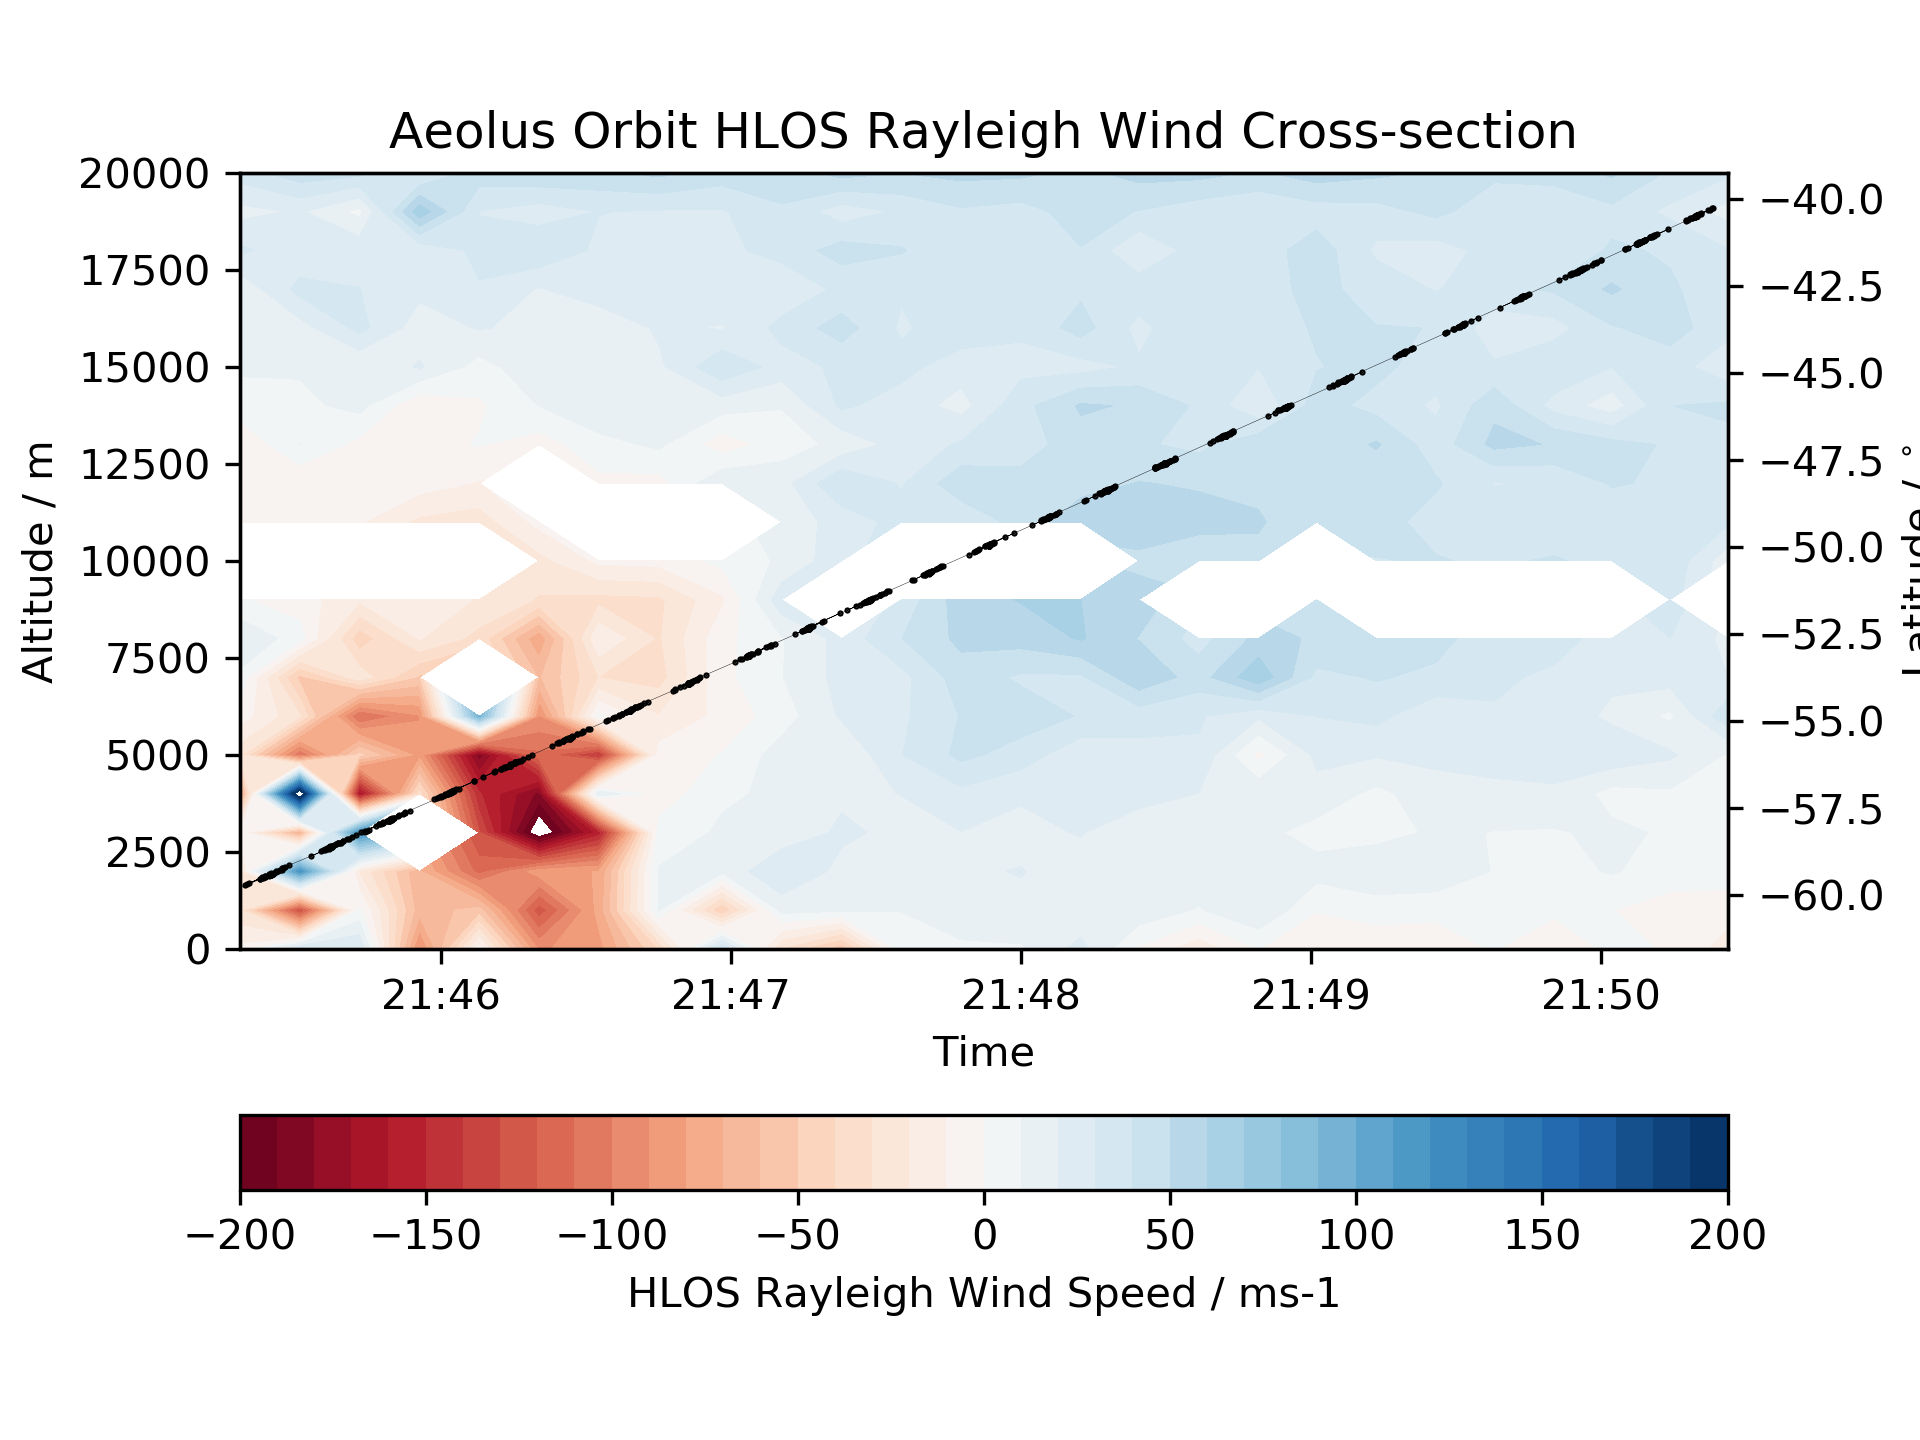 Aeolus Orbit HLOS Rayleigh Wind Cross-section
20000
17500
15000
12500
10000
7500
5000
2500
0
Altitude / m
−40.0
−42.5
−45.0
−47.5
−50.0
−52.5
−55.0
−57.5
−60.0
Latitude / °
21:46 21:47 21:48 21:49 21:50
Time
−200 −150 −100 −50 0 50 100 150 200
HLOS Rayleigh Wind Speed / ms-1